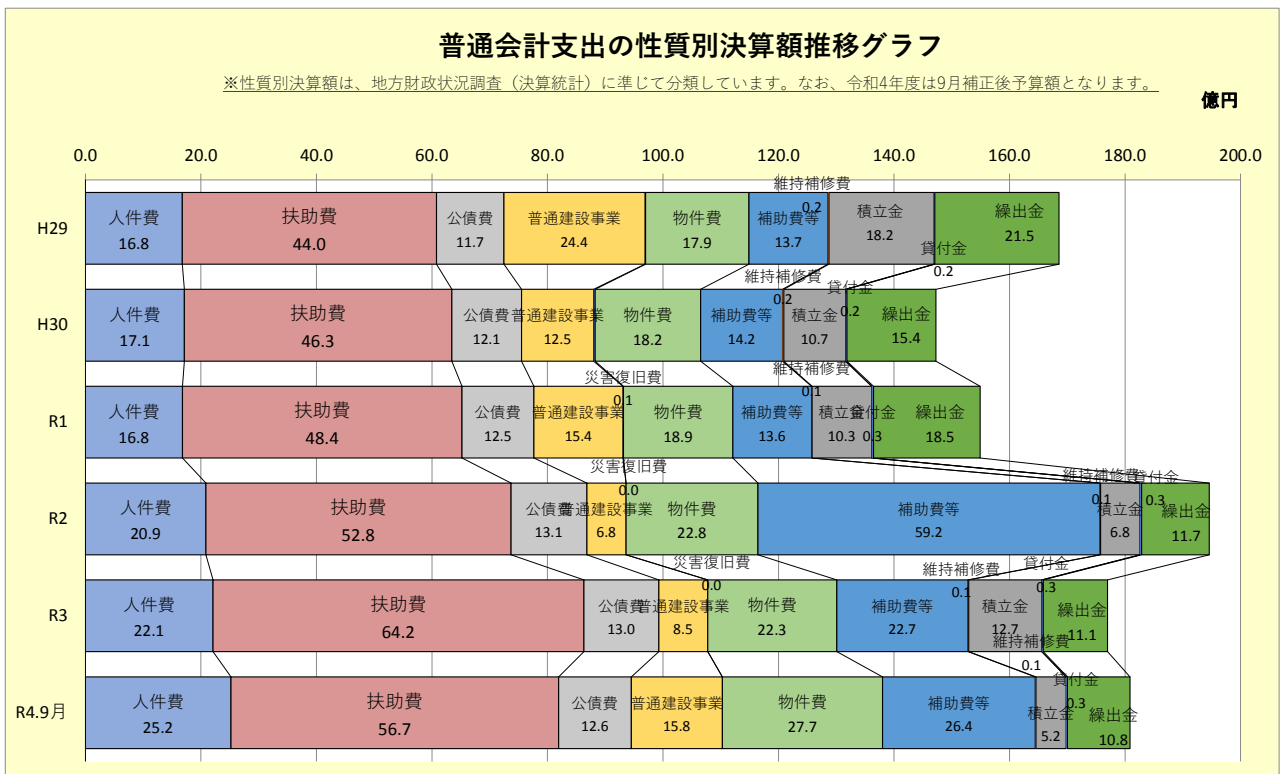 普通会計支出の性質別決算額推移グラフ
※性質別決算額は、地方財政状況調査（決算統計）に準じて分類しています。なお、令和4年度は9月補正後予算額となります。
億円
0.0 20.0 40.0 60.0 80.0 100.0 120.0 140.0 160.0 180.0 200.0
H29
人件費 扶助費 公債費 普通建設事業 物件費 補助費等 維持補修費 積立金 貸付金 繰出金
16.8 44.0 11.7 24.4 17.9 13.7 0.2 18.2 0.2 21.5
H30
人件費 扶助費 公債費 普通建設事業 物件費 補助費等 維持補修費 積立金 貸付金 繰出金
17.1 46.3 12.1 12.5 18.2 14.2 0.2 10.7 0.2 15.4
R1
人件費 扶助費 公債費 普通建設事業 災害復旧費 物件費 補助費等 維持補修費 積立金 貸付金 繰出金
16.8 48.4 12.5 15.4 0.1 18.9 13.6 0.1 10.3 0.3 18.5
R2
人件費 扶助費 公債費 普通建設事業 災害復旧費 物件費 補助費等 維持補修費 積立金 貸付金 繰出金
20.9 52.8 13.1 6.8 0.0 22.8 59.2 0.1 6.8 0.3 11.7
R3
人件費 扶助費 公債費 普通建設事業 災害復旧費 物件費 補助費等 維持補修費 積立金 貸付金 繰出金
22.1 64.2 13.0 8.5 0.0 22.3 22.7 0.1 12.7 0.3 11.1
R4.9月
人件費 扶助費 公債費 普通建設事業 物件費 補助費等 維持補修費 積立金 貸付金 繰出金
25.2 56.7 12.6 15.8 27.7 26.4 0.1 5.2 0.3 10.8